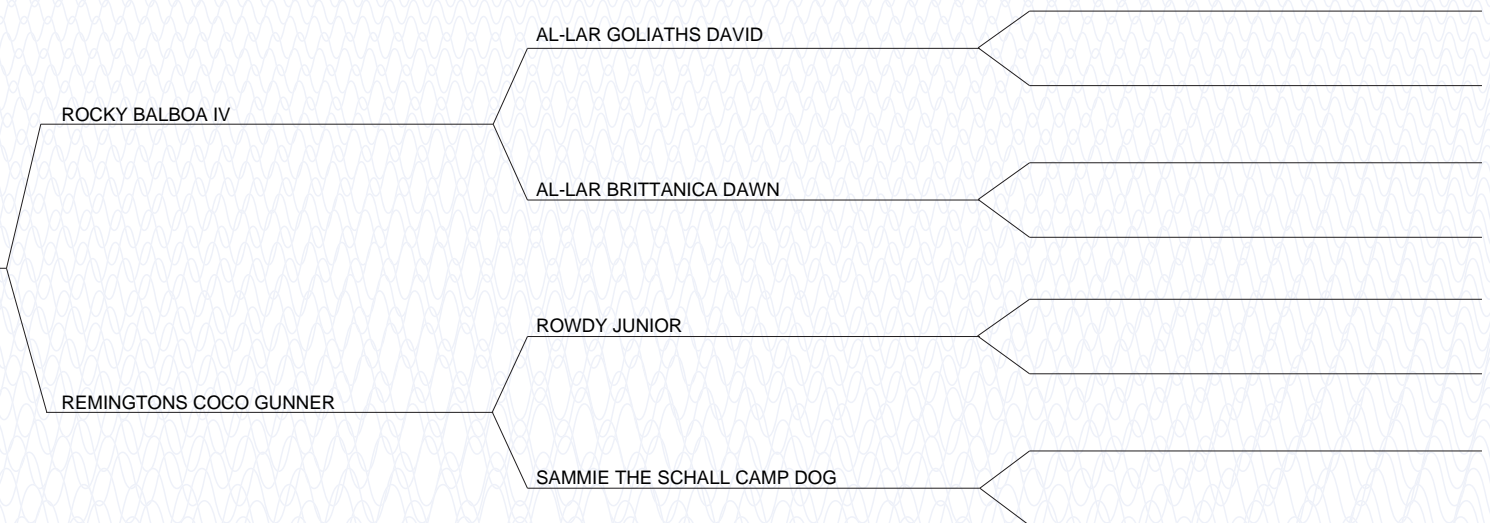 AL-LAR GOLIATHS DAVID
ROCKY BALBOA IV
AL-LAR BRITTANICA DAWN
ROWDY JUNIOR
REMINGTONS COCO GUNNER
SAMMIE THE SCHALL CAMP DOG